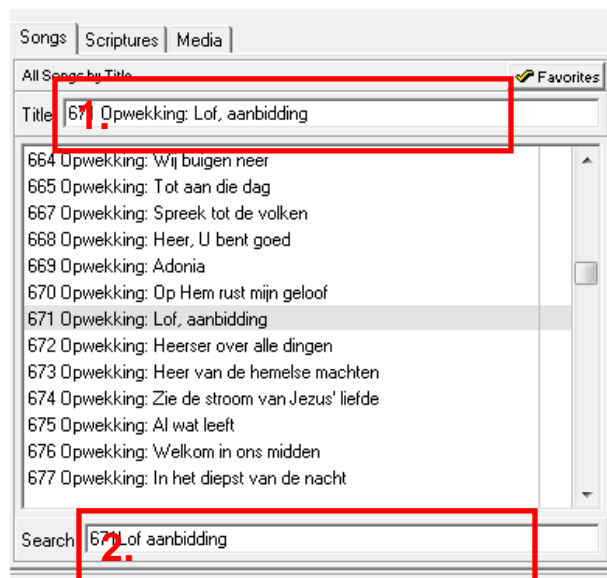 Songs Scriptures Media
All Songs by Title Favorites
Title 671 Opwekking: Lof, aanbidding
1.
664 Opwekking: Wij buigen neer
665 Opwekking: Tot aan die dag
667 Opwekking: Spreek tot de volken
668 Opwekking: Heer, U bent goed
669 Opwekking: Adonia
670 Opwekking: Op Hem rust mijn geloof
671 Opwekking: Lof, aanbidding
672 Opwekking: Heerser over alle dingen
673 Opwekking: Heer van de hemelse machten
674 Opwekking: Zie de stroom van Jezus' liefde
675 Opwekking: Al wat leeft
676 Opwekking: Welkom in ons midden
677 Opwekking: In het diepst van de nacht
Search 671 Lof aanbidding
2.